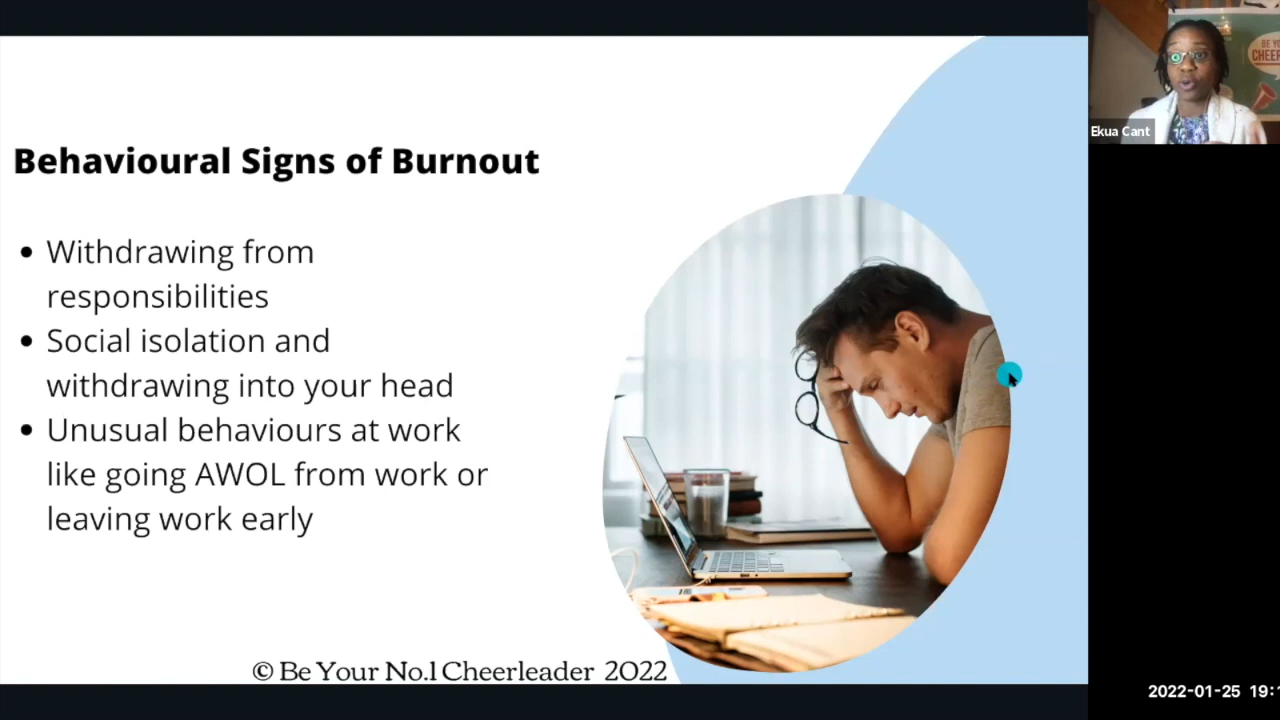 Behavioural Signs of Burnout
• Withdrawing from
responsibilities
• Social isolation and
withdrawing into your head
• Unusual behaviours at work
like going AWOL from work or
leaving work early
© Be Your No.1 Cheerleader 2022
Ekua Cant
2022-01-25 19: